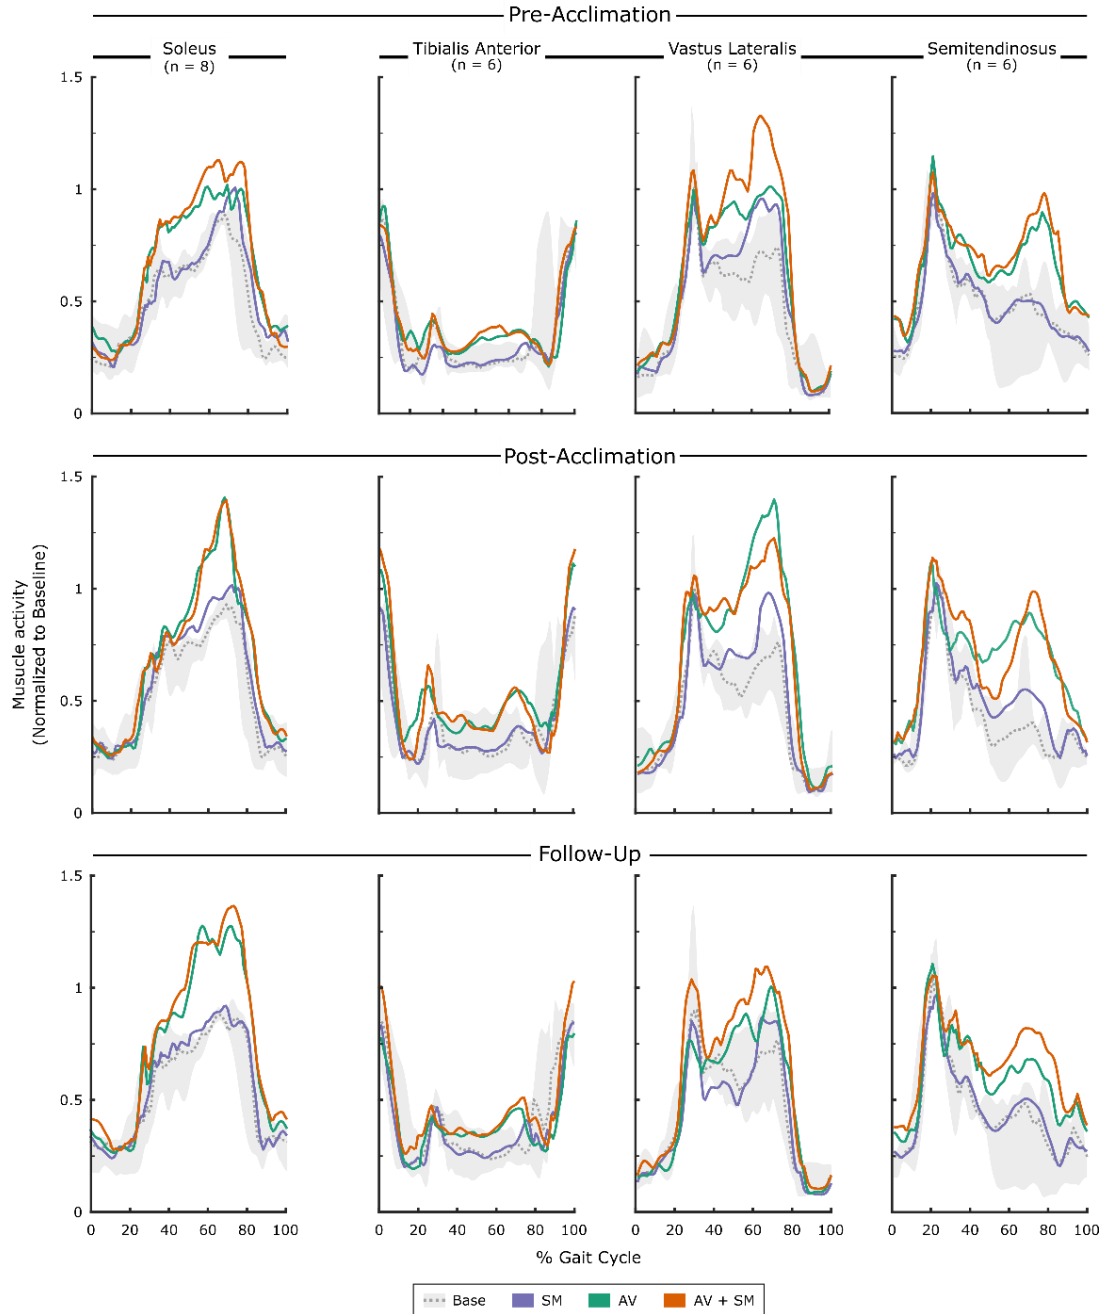 Pre-Acclimation
Soleus Tibialis Anterior Vastus Lateralis Semitendinosus
(n = 8) (n = 6) (n = 6) (n = 6)
1.5
1
0.5
0
Post-Acclimation
1.5
1
0.5
0
Muscle activity
(Normalized to Baseline)
Follow-Up
1.5
1
0.5
0
0 20 40 60 80 100 0 20 40 60 80 100 0 20 40 60 80 100 0 20 40 60 80 100
% Gait Cycle
Base SM AV AV + SM